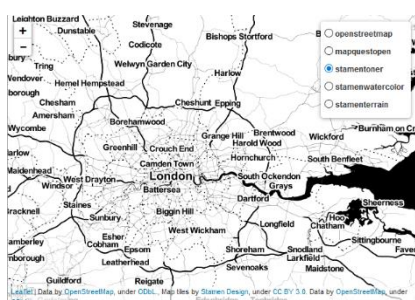 Leighton Buzzard
Stevenage
Dunstable
Bishops Stortford
+
−
openstreetmap
mapquestopen
stamentoner
stamenwatercolor
stamenterrain
Codicote
Tring
Welwyn Garden City
Hemel Hempstead
Harlow
Chesham
Cheshunt
Epping
Amersham
Borehamwood
Wycombe
Grange Hill
Brentwood
Harold Wood
Wickford
Burnham on
Greenhill
Crouch End
Hornchurch
Camden Town
South Benfleet
Maidenhead
West Drayton
London
South Ockendon
Windsor
Battersea
Grays
Staines
Dartford
Sheerness
Bracknell
Biggin Hill
Hoo
Sunbury
Longfield
Chatham
West Wickham
Sittingbourne
Esher
Cobham
Epsom
Shoreham
Snodland
Leatherhead
Larkfield
Sevenoaks
Maidstone
Guildford
Reigate
Leaflet | Data by OpenStreetMap, under ODbL. Map tiles by Stamen Design, under CC BY 3.0. Data by OpenStreetMap, under